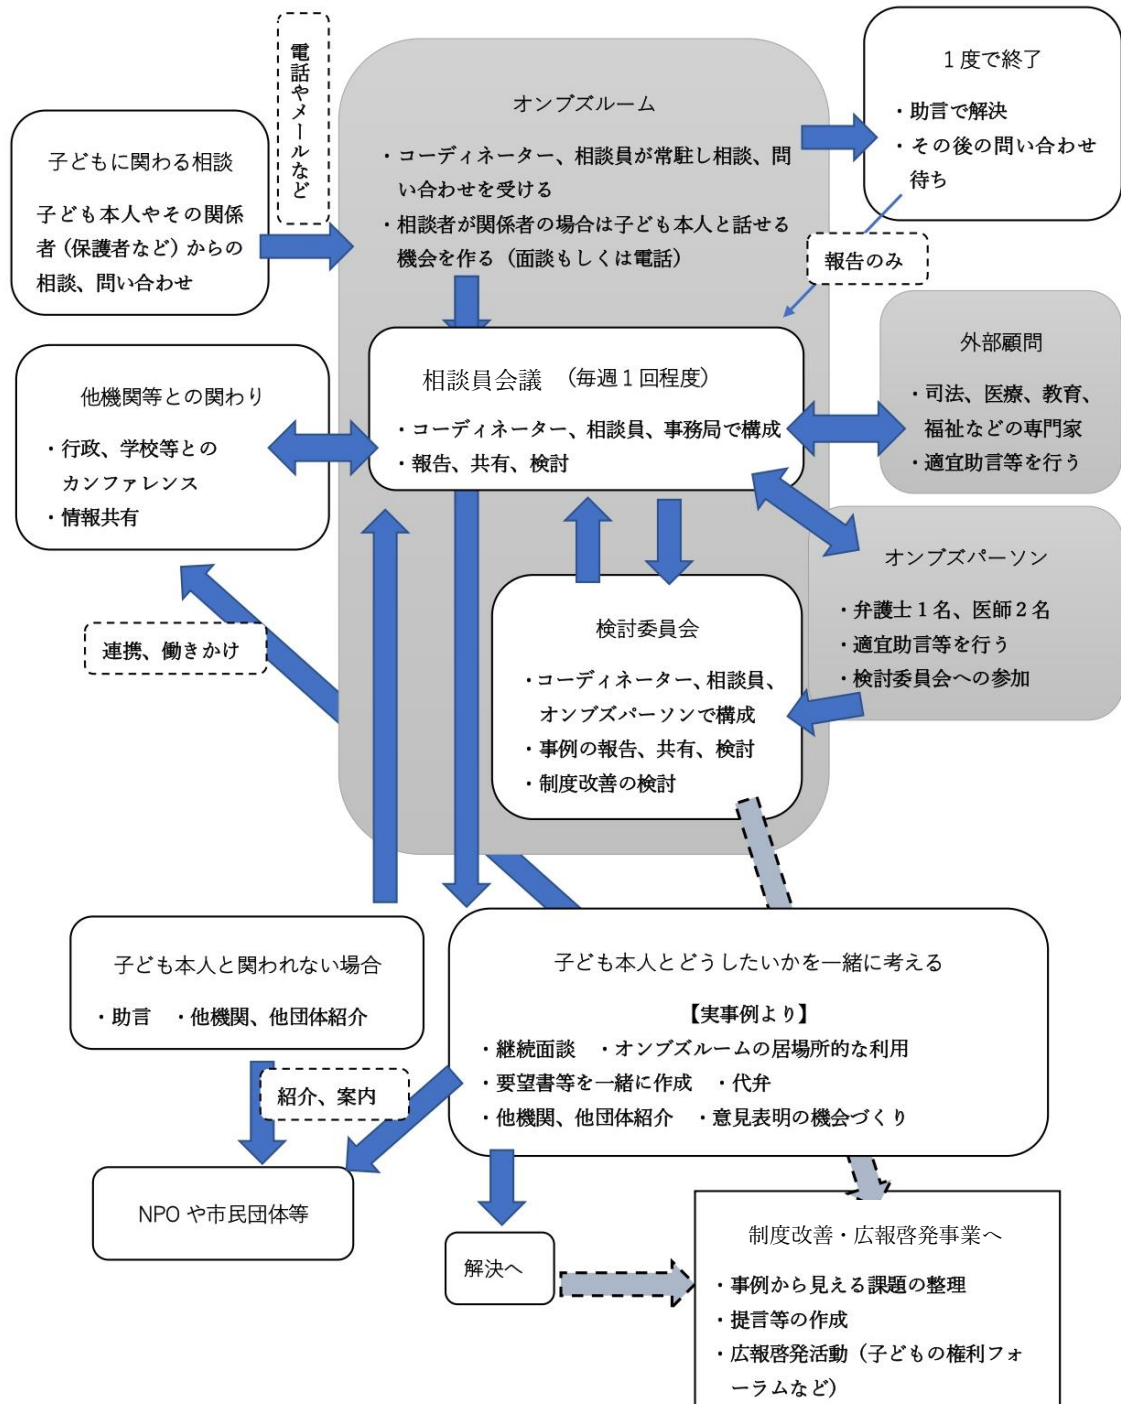 電話やメールなど
子どもに関わる相談
子ども本人やその関係
者（保護者など）からの
相談、問い合わせ
オンブズルーム
・コーディネーター、相談員が常駐し相談、問
い合わせを受ける
・相談者が関係者の場合は子ども本人と話せる
機会を作る（面談もしくは電話）
１度で終了
・助言で解決
・その後の問い合わせ
待ち
報告のみ
相談員会議　（毎週１回程度）
・コーディネーター、相談員、事務局で構成
・報告、共有、検討
他機関等との関わり
・行政、学校等との
カンファレンス
・情報共有
外部顧問
・司法、医療、教育、
福祉などの専門家
・適宜助言等を行う
オンブズパーソン
・弁護士１名、医師２名
・適宜助言等を行う
・検討委員会への参加
連携、働きかけ
検討委員会
・コーディネーター、相談員、
オンブズパーソンで構成
・事例の報告、共有、検討
・制度改善の検討
子ども本人と関われない場合
・助言　・他機関、他団体紹介
子ども本人とどうしたいかを一緒に考える
【実事例より】
・継続面談　・オンブズルームの居場所的な利用
・要望書等を一緒に作成　・代弁
・他機関、他団体紹介　・意見表明の機会づくり
紹介、案内
NPO や市民団体等
解決へ
制度改善・広報啓発事業へ
・事例から見える課題の整理
・提言等の作成
・広報啓発活動（子どもの権利フォ
ーラムなど）